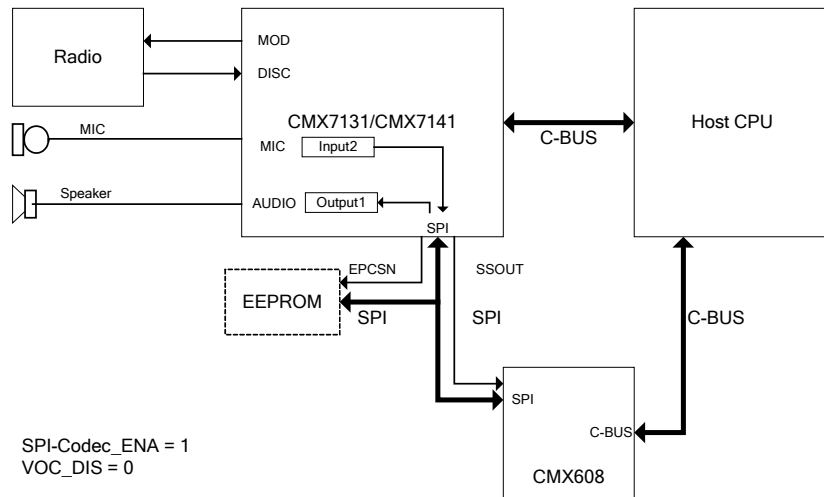 Radio
MOD
DISC
CMX7131/CMX7141
Host CPU
C-BUS
MIC
MIC
Input2
Speaker
AUDIO
Output1
SPI
EPCSN
SSOUT
EEPROM
SPI
SPI
C-BUS
SPI
C-BUS
CMX608
SPI-Codec_ENA = 1
VOC_DIS = 0